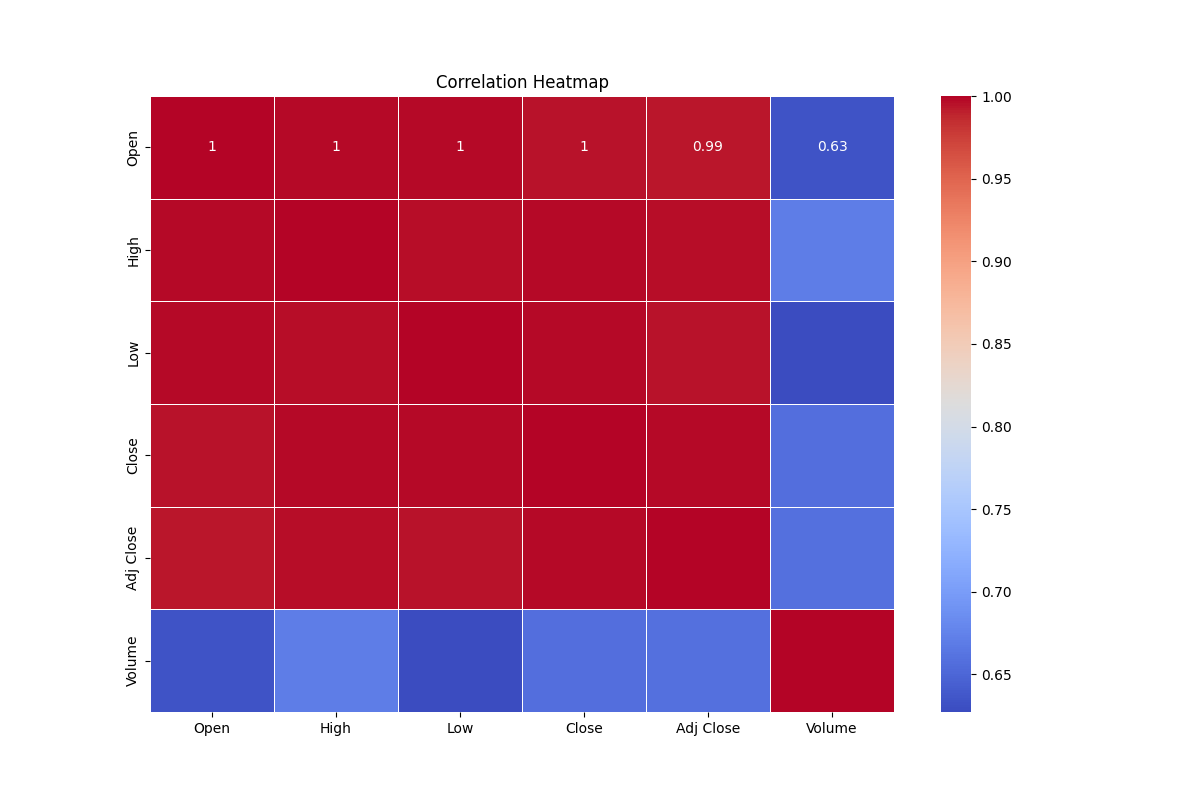 Correlation Heatmap
Open 1 1 1 1 0.99 0.63
High
Low
Close
Adj Close
Volume
Open High Low Close Adj Close Volume
1.00
0.95
0.90
0.85
0.80
0.75
0.70
0.65